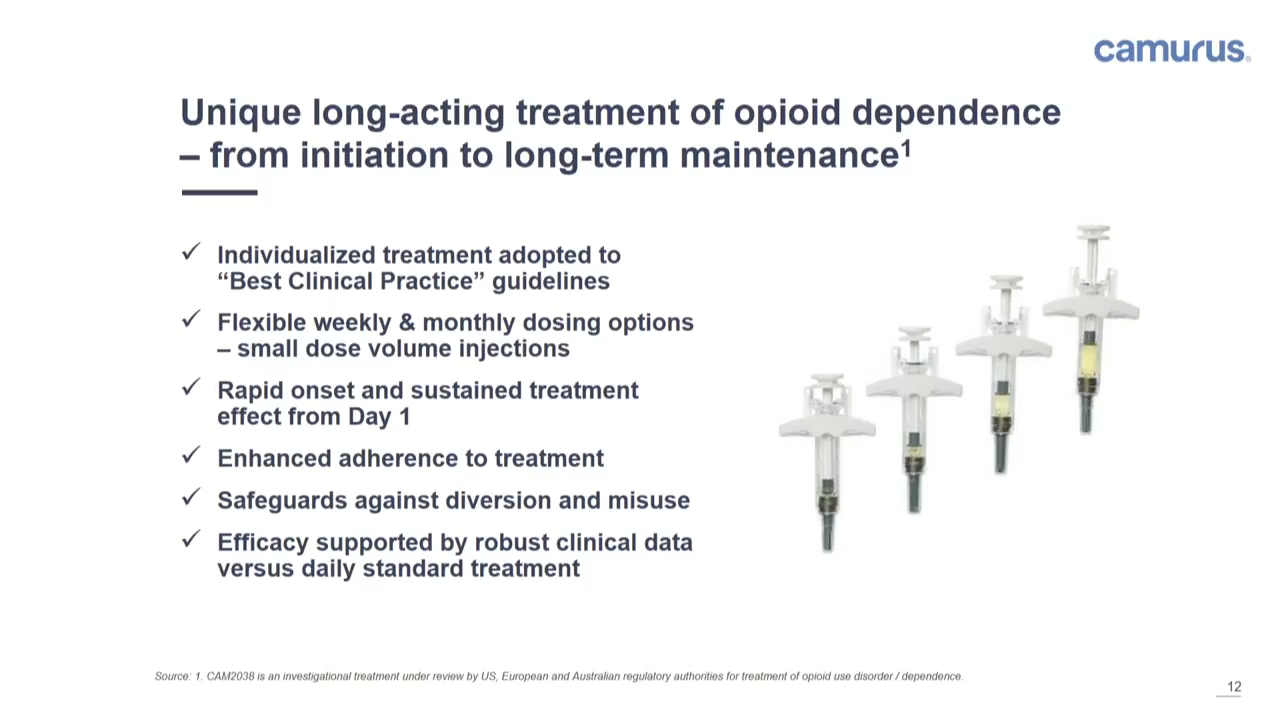 camurus®
Unique long-acting treatment of opioid dependence
– from initiation to long-term maintenance¹
✓ Individualized treatment adopted to
“Best Clinical Practice” guidelines
✓ Flexible weekly & monthly dosing options
– small dose volume injections
✓ Rapid onset and sustained treatment
effect from Day 1
✓ Enhanced adherence to treatment
✓ Safeguards against diversion and misuse
✓ Efficacy supported by robust clinical data
versus daily standard treatment
Source: 1. CAM2038 is an investigational treatment under review by US, European and Australian regulatory authorities for treatment of opioid use disorder / dependence.
12